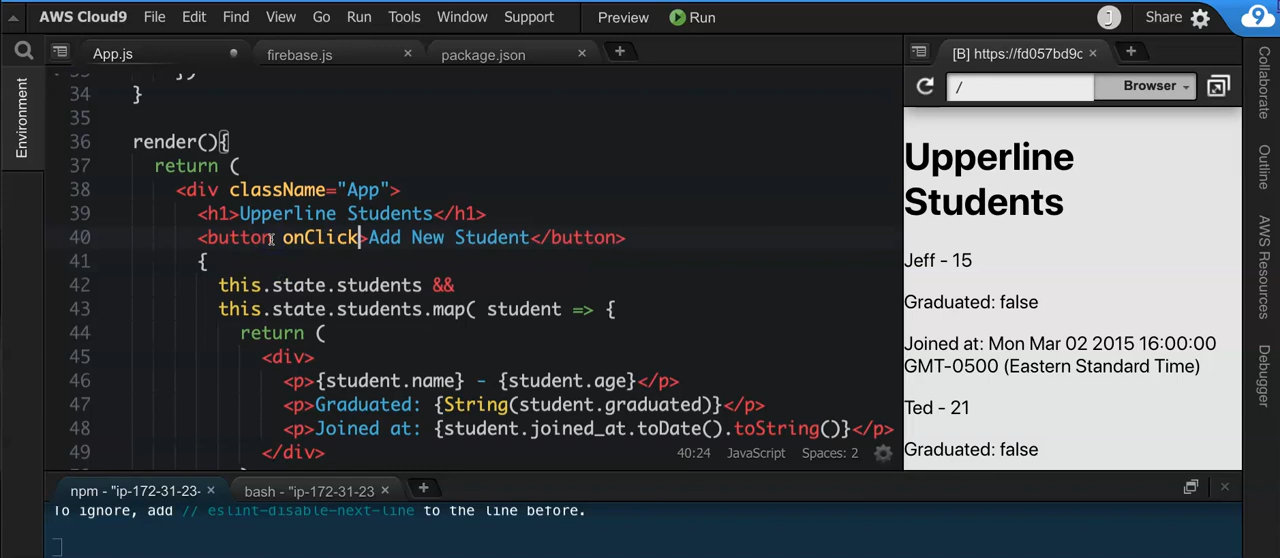 AWS Cloud9 File Edit Find View Go Run Tools Window Support Preview Run J Share 9
App.js firebase.js × package.json ×
[B] https://fd057bd9c ×
/ Browser
Environment
Collaborate
Outline
AWS Resources
Debugger
34 }
35
36 render(){
37 return (
38 <div className="App">
39 <h1>Upperline Students</h1>
40 <button onClick>Add New Student</button>
41 {
42 this.state.students &&
43 this.state.students.map( student => {
44 return (
45 <div>
46 <p>{student.name} - {student.age}</p>
47 <p>Graduated: {String(student.graduated)}</p>
48 <p>Joined at: {student.joined_at.toDate().toString()}</p>
49 </div>
40:24 JavaScript Spaces: 2
Upperline
Students
Jeff - 15
Graduated: false
Joined at: Mon Mar 02 2015 16:00:00
GMT-0500 (Eastern Standard Time)
Ted - 21
Graduated: false
npm - "ip-172-31-23- × bash - "ip-172-31-23 ×
To ignore, add // eslint-disable-next-line to the line before.